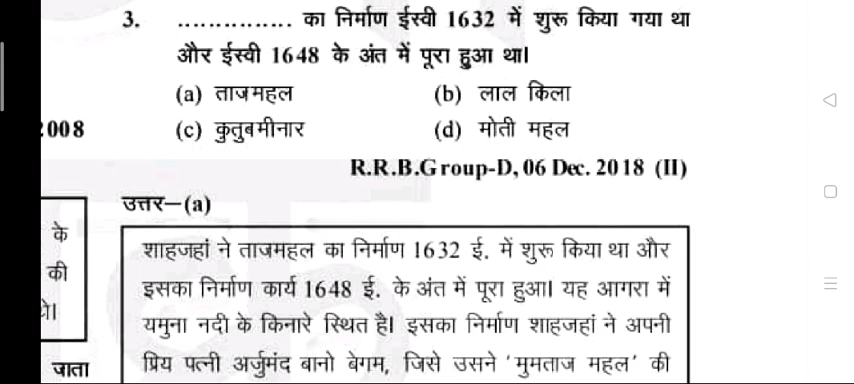 3. ............... का निर्माण ईस्वी 1632 में शुरू किया गया था
और ईस्वी 1648 के अंत में पूरा हुआ था।
(a) ताजमहल (b) लाल किला
2008
(c) कुतुबमीनार (d) मोती महल
R.R.B.Group-D, 06 Dec. 2018 (II)
उत्तर–(a)
के
की
शाहजहां ने ताजमहल का निर्माण 1632 ई. में शुरू किया था और
इसका निर्माण कार्य 1648 ई. के अंत में पूरा हुआ। यह आगरा में
यमुना नदी के किनारे स्थित है। इसका निर्माण शाहजहां ने अपनी
प्रिय पत्नी अर्जुमंद बानो बेगम, जिसे उसने ‘मुमताज महल’ की
जाता